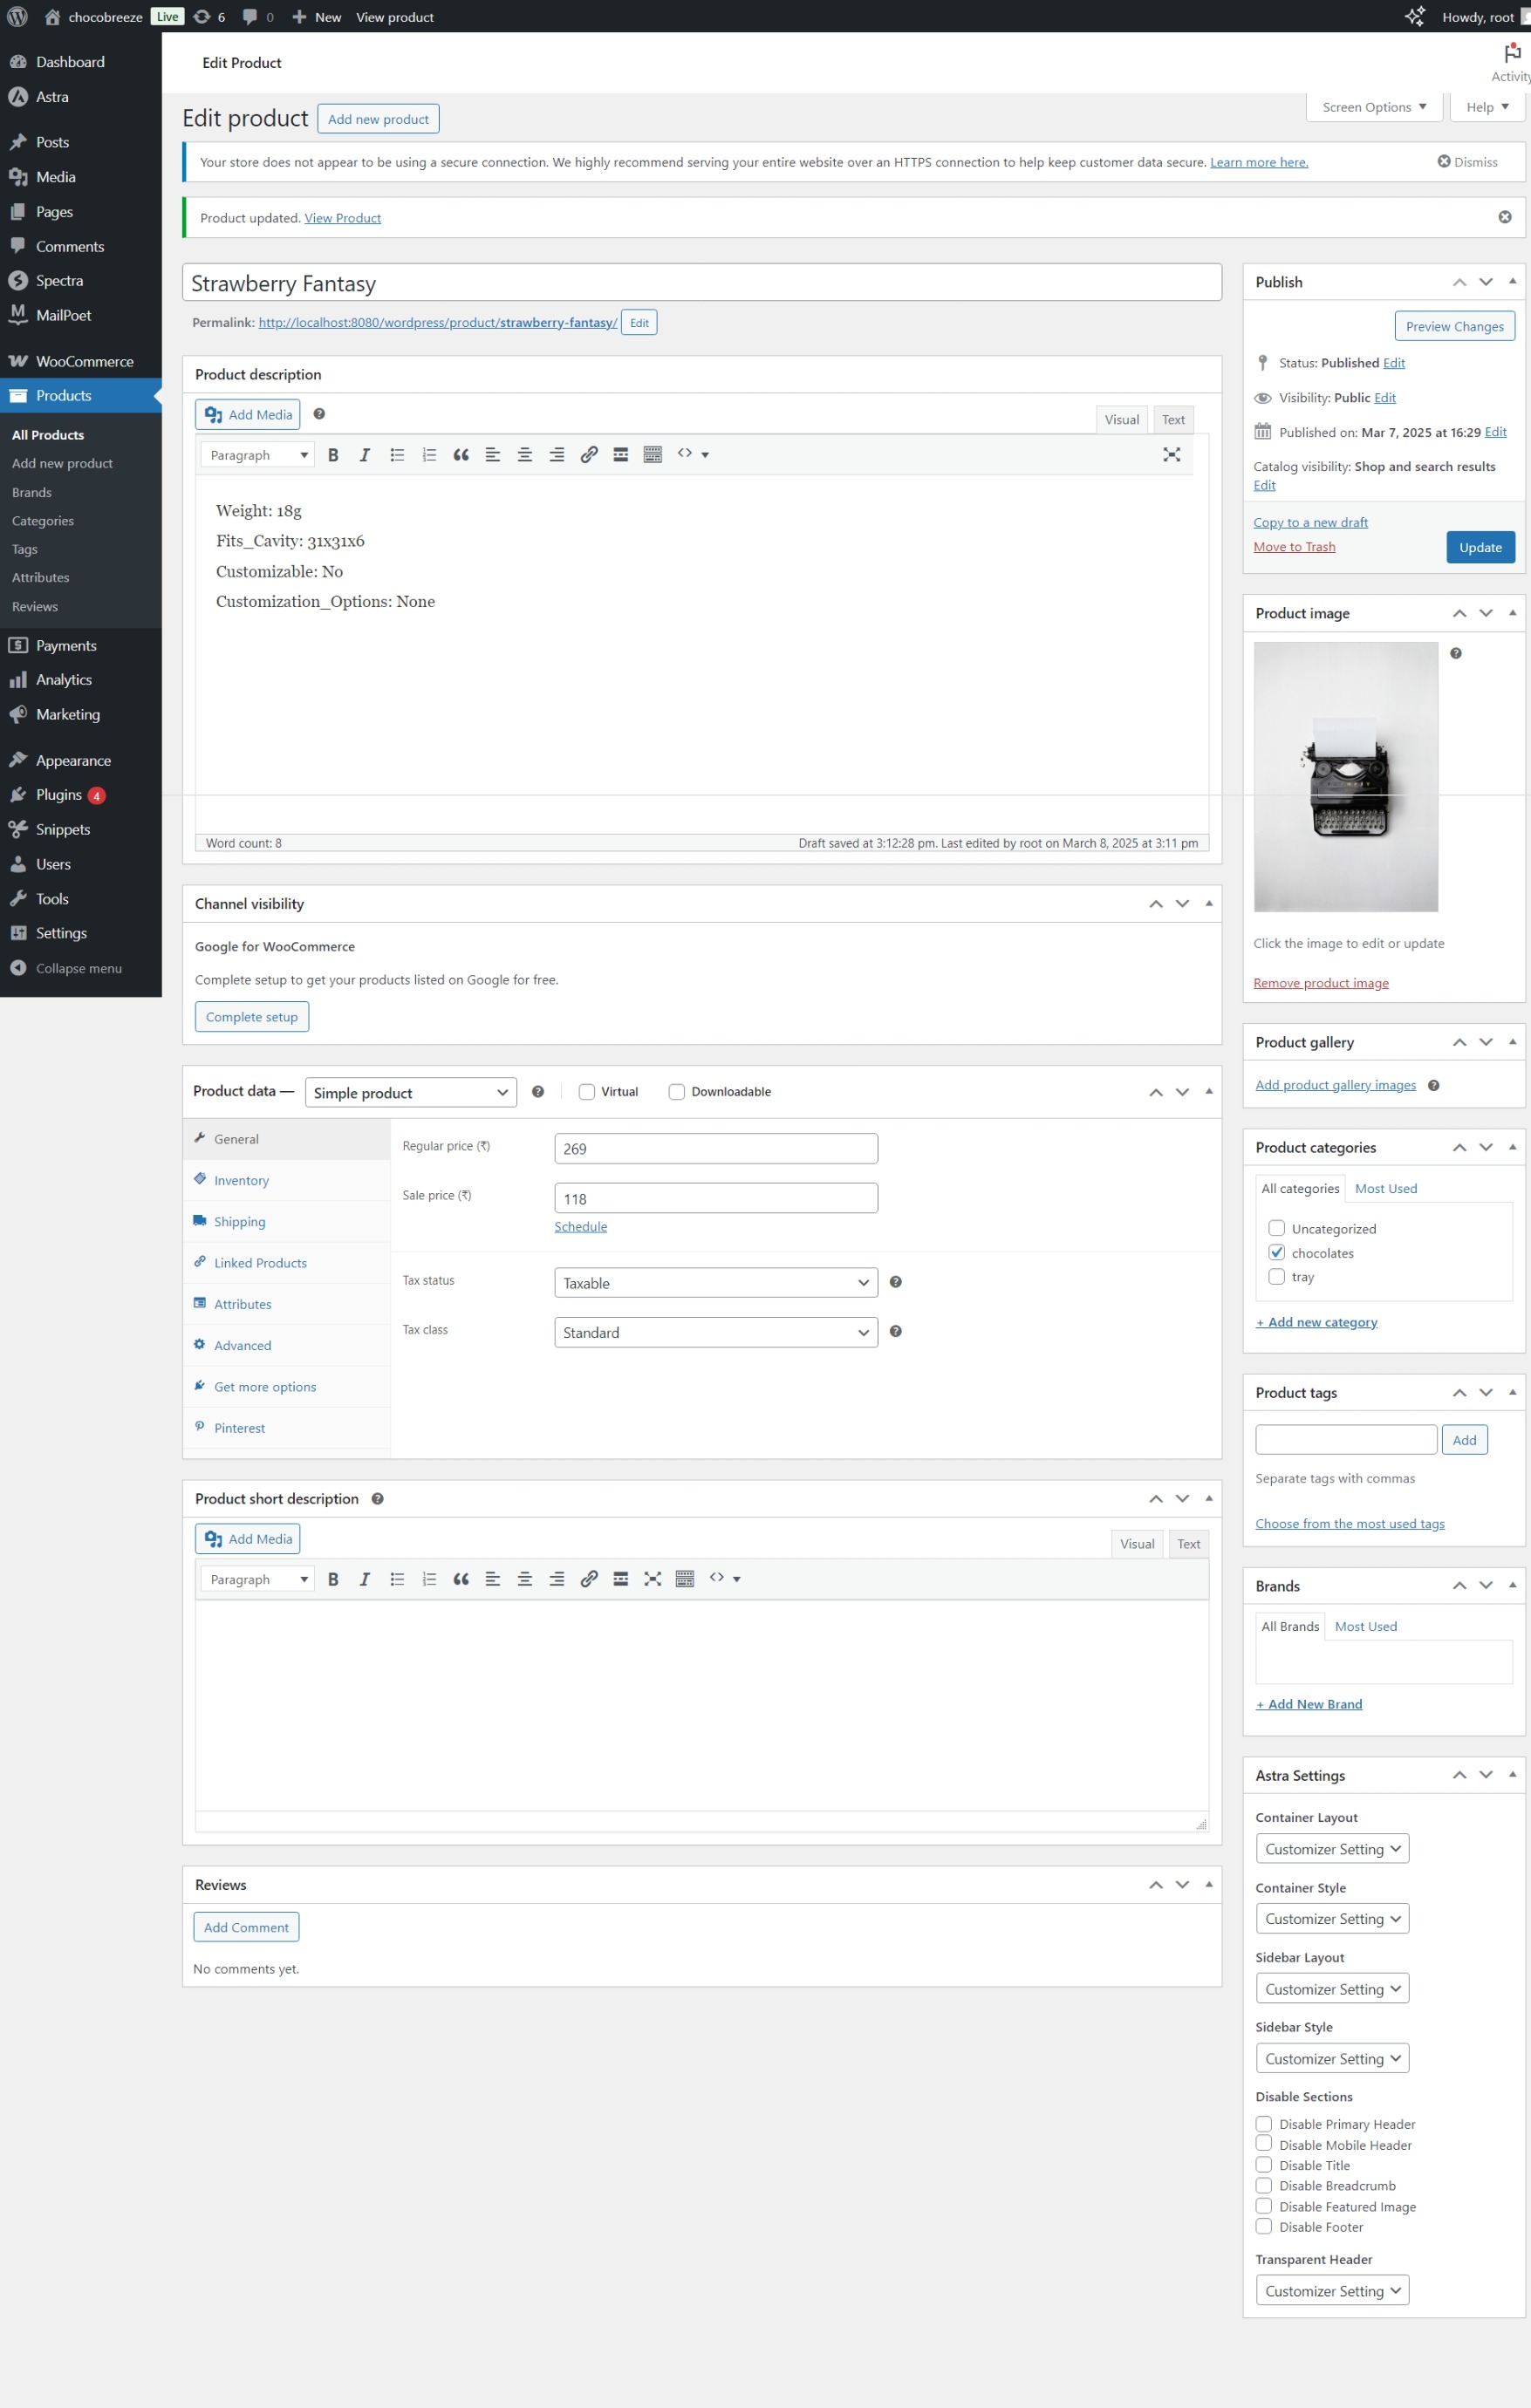 chocobreeze Live 6 0 New View product Howdy, root
Dashboard
Astra
Posts
Media
Pages
Comments
Spectra
MailPoet
WooCommerce
Products
All Products
Add new product
Brands
Categories
Tags
Attributes
Reviews
Payments
Analytics
Marketing
Appearance
Plugins 4
Snippets
Users
Tools
Settings
Collapse menu
Edit Product
Activity
Edit product Add new product
Screen Options Help
Your store does not appear to be using a secure connection. We highly recommend serving your entire website over an HTTPS connection to help keep customer data secure. Learn more here. Dismiss
Product updated. View Product
Strawberry Fantasy
Permalink: http://localhost:8080/wordpress/product/strawberry-fantasy/ Edit
Product description
Add Media
Visual Text
Paragraph
Weight: 18g
Fits_Cavity: 31x31x6
Customizable: No
Customization_Options: None
Word count: 8 Draft saved at 3:12:28 pm. Last edited by root on March 8, 2025 at 3:11 pm
Channel visibility
Google for WooCommerce
Complete setup to get your products listed on Google for free.
Complete setup
Product data — Simple product Virtual Downloadable
General
Inventory
Shipping
Linked Products
Attributes
Advanced
Get more options
Pinterest
Regular price (₹) 269
Sale price (₹) 118
Schedule
Tax status Taxable
Tax class Standard
Product short description
Add Media
Visual Text
Paragraph
Reviews
Add Comment
No comments yet.
Publish
Preview Changes
Status: Published Edit
Visibility: Public Edit
Published on: Mar 7, 2025 at 16:29 Edit
Catalog visibility: Shop and search results
Edit
Copy to a new draft
Move to Trash Update
Product image
Click the image to edit or update
Remove product image
Product gallery
Add product gallery images
Product categories
All categories Most Used
Uncategorized
chocolates
tray
+ Add new category
Product tags
Add
Separate tags with commas
Choose from the most used tags
Brands
All Brands Most Used
+ Add New Brand
Astra Settings
Container Layout
Customizer Setting
Container Style
Customizer Setting
Sidebar Layout
Customizer Setting
Sidebar Style
Customizer Setting
Disable Sections
Disable Primary Header
Disable Mobile Header
Disable Title
Disable Breadcrumb
Disable Featured Image
Disable Footer
Transparent Header
Customizer Setting